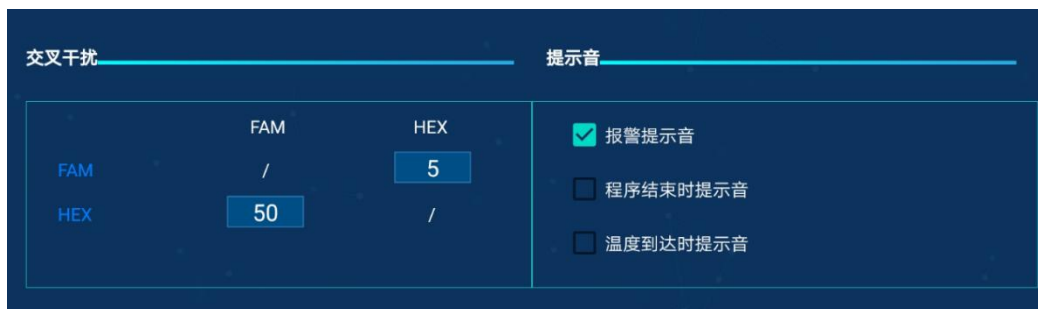 交叉干扰
提示音
FAM HEX
FAM / 5
HEX 50 /
报警提示音
程序结束时提示音
温度到达时提示音